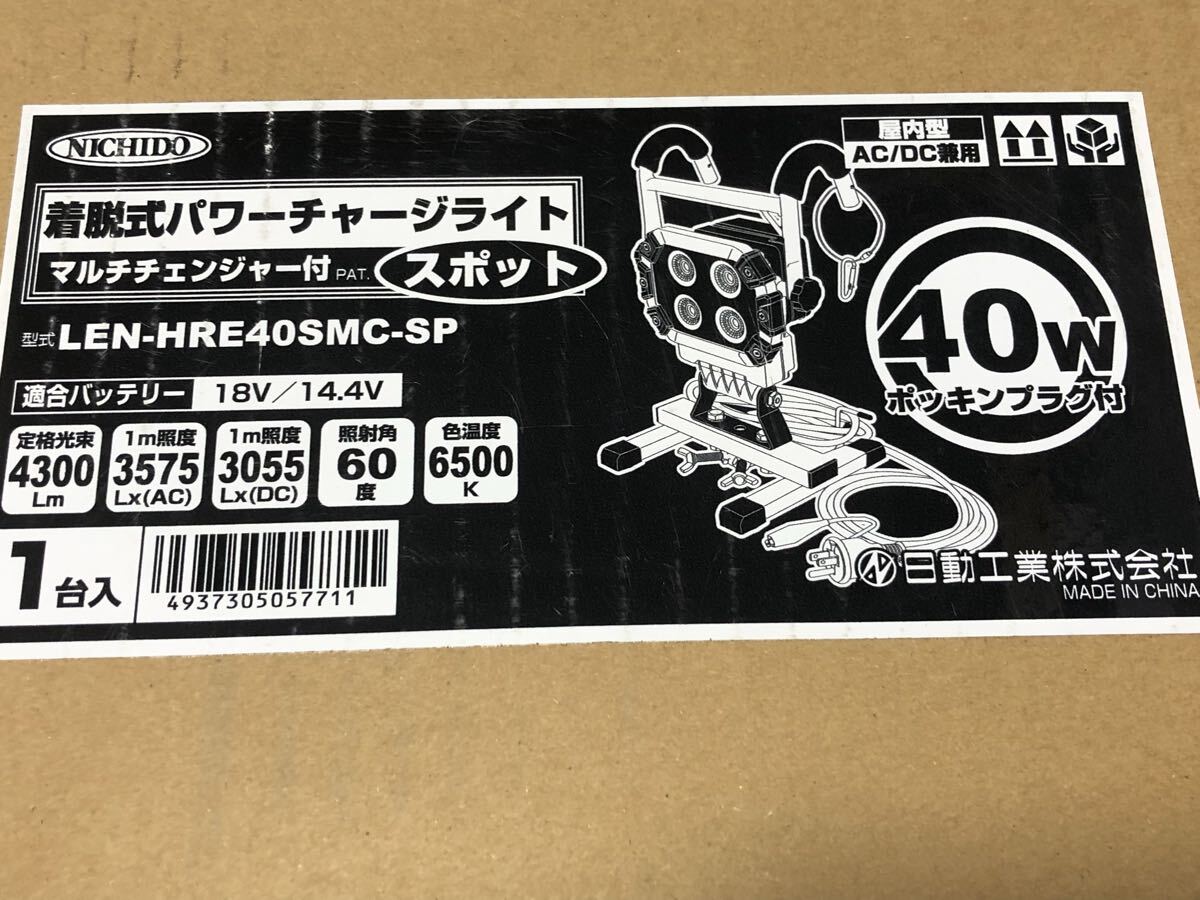 NICHIDO
着脱式パワーチャージライト
マルチチェンジャー付 PAT. スポット
型式 LEN-HRE40SMC-SP
適合バッテリー 18V/14.4V
定格光束 4300 Lm
1m照度 3575 Lx(AC)
1m照度 3055 Lx(DC)
照射角 60 度
色温度 6500 K
1台入
4937305057711
屋内型
AC/DC兼用
40W
ポッキンプラグ付
日動工業株式会社
MADE IN CHINA